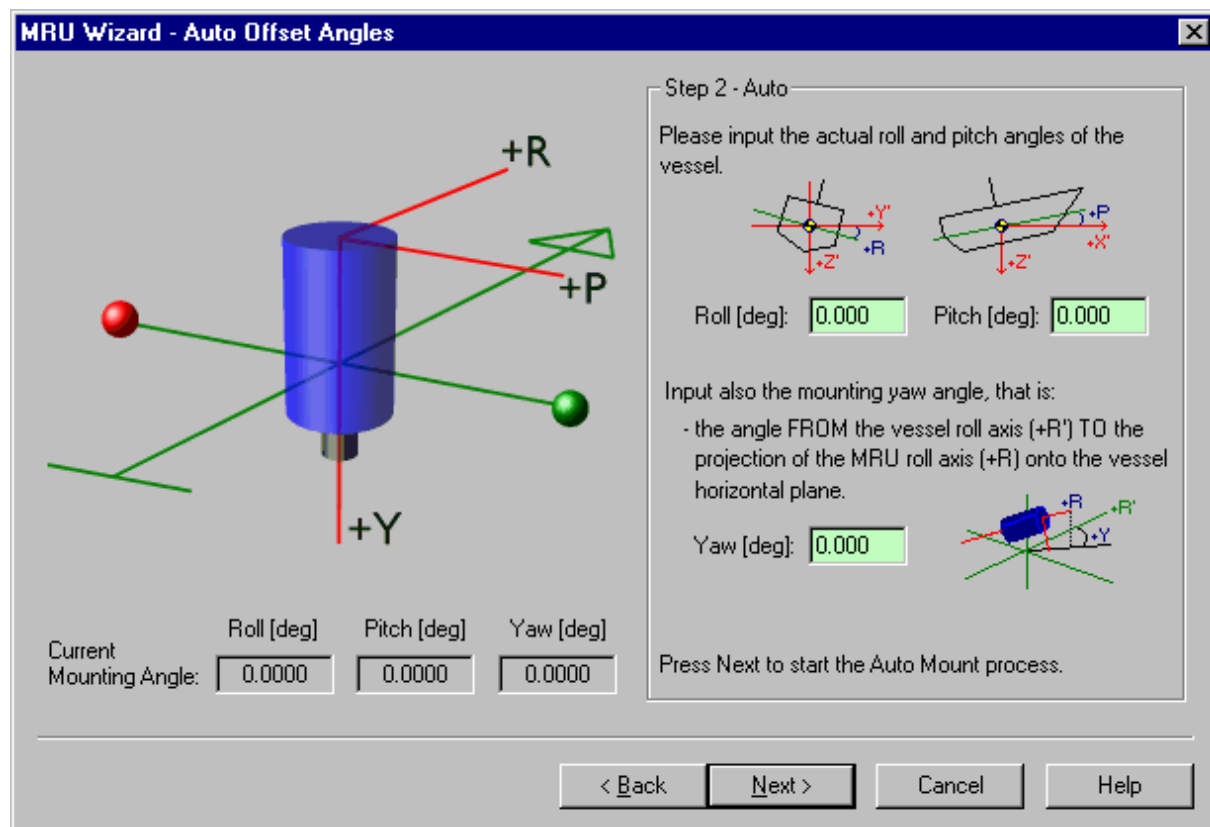 MRU Wizard - Auto Offset Angles
+R
+P
+Y
Roll [deg]
Pitch [deg]
Yaw [deg]
Current
Mounting Angle:
0.0000
0.0000
0.0000
Step 2 - Auto
Please input the actual roll and pitch angles of the
vessel.
+Y'
+R
+Z'
+P
+X'
+Z'
Roll [deg]:
0.000
Pitch [deg]:
0.000
Input also the mounting yaw angle, that is:
- the angle FROM the vessel roll axis (+R') TO the
projection of the MRU roll axis (+R) onto the vessel
horizontal plane.
+R
+R'
+Y
Yaw [deg]:
0.000
Press Next to start the Auto Mount process.
< Back
Next >
Cancel
Help